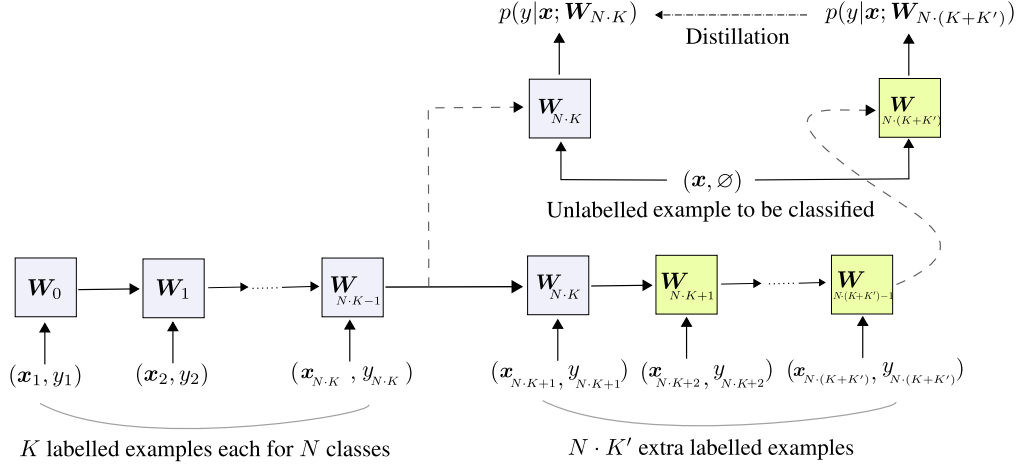 p(y|x; W_{N·K}) p(y|x; W_{N·(K+K′)})
Distillation
W_{N·K} W_{N·(K+K′)}
(x, ∅)
Unlabelled example to be classified
W_0 W_1 ...... W_{N·K−1} W_{N·K} W_{N·K+1} ...... W_{N·(K+K′)−1}
(x_1, y_1) (x_2, y_2) (x_{N·K}, y_{N·K}) (x_{N·K+1}, y_{N·K+1}) (x_{N·K+2}, y_{N·K+2}) (x_{N·(K+K′)}, y_{N·(K+K′)})
K labelled examples each for N classes N · K′ extra labelled examples